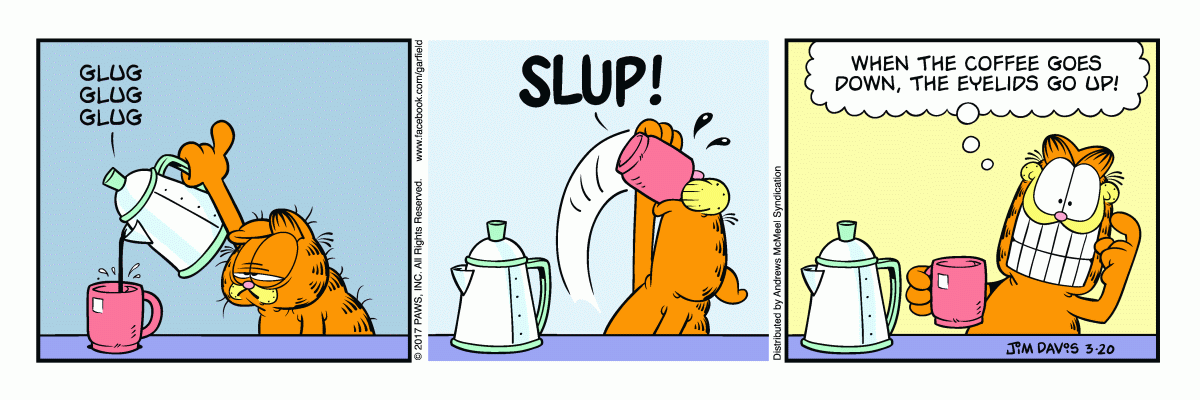 GLUG
GLUG
GLUG
© 2017 PAWS, INC. All Rights Reserved. www.facebook.com/garfield
SLUP!
Distributed by Andrews McMeel Syndication
WHEN THE COFFEE GOES
DOWN, THE EYELIDS GO UP!
JIM DAVIS 3-20